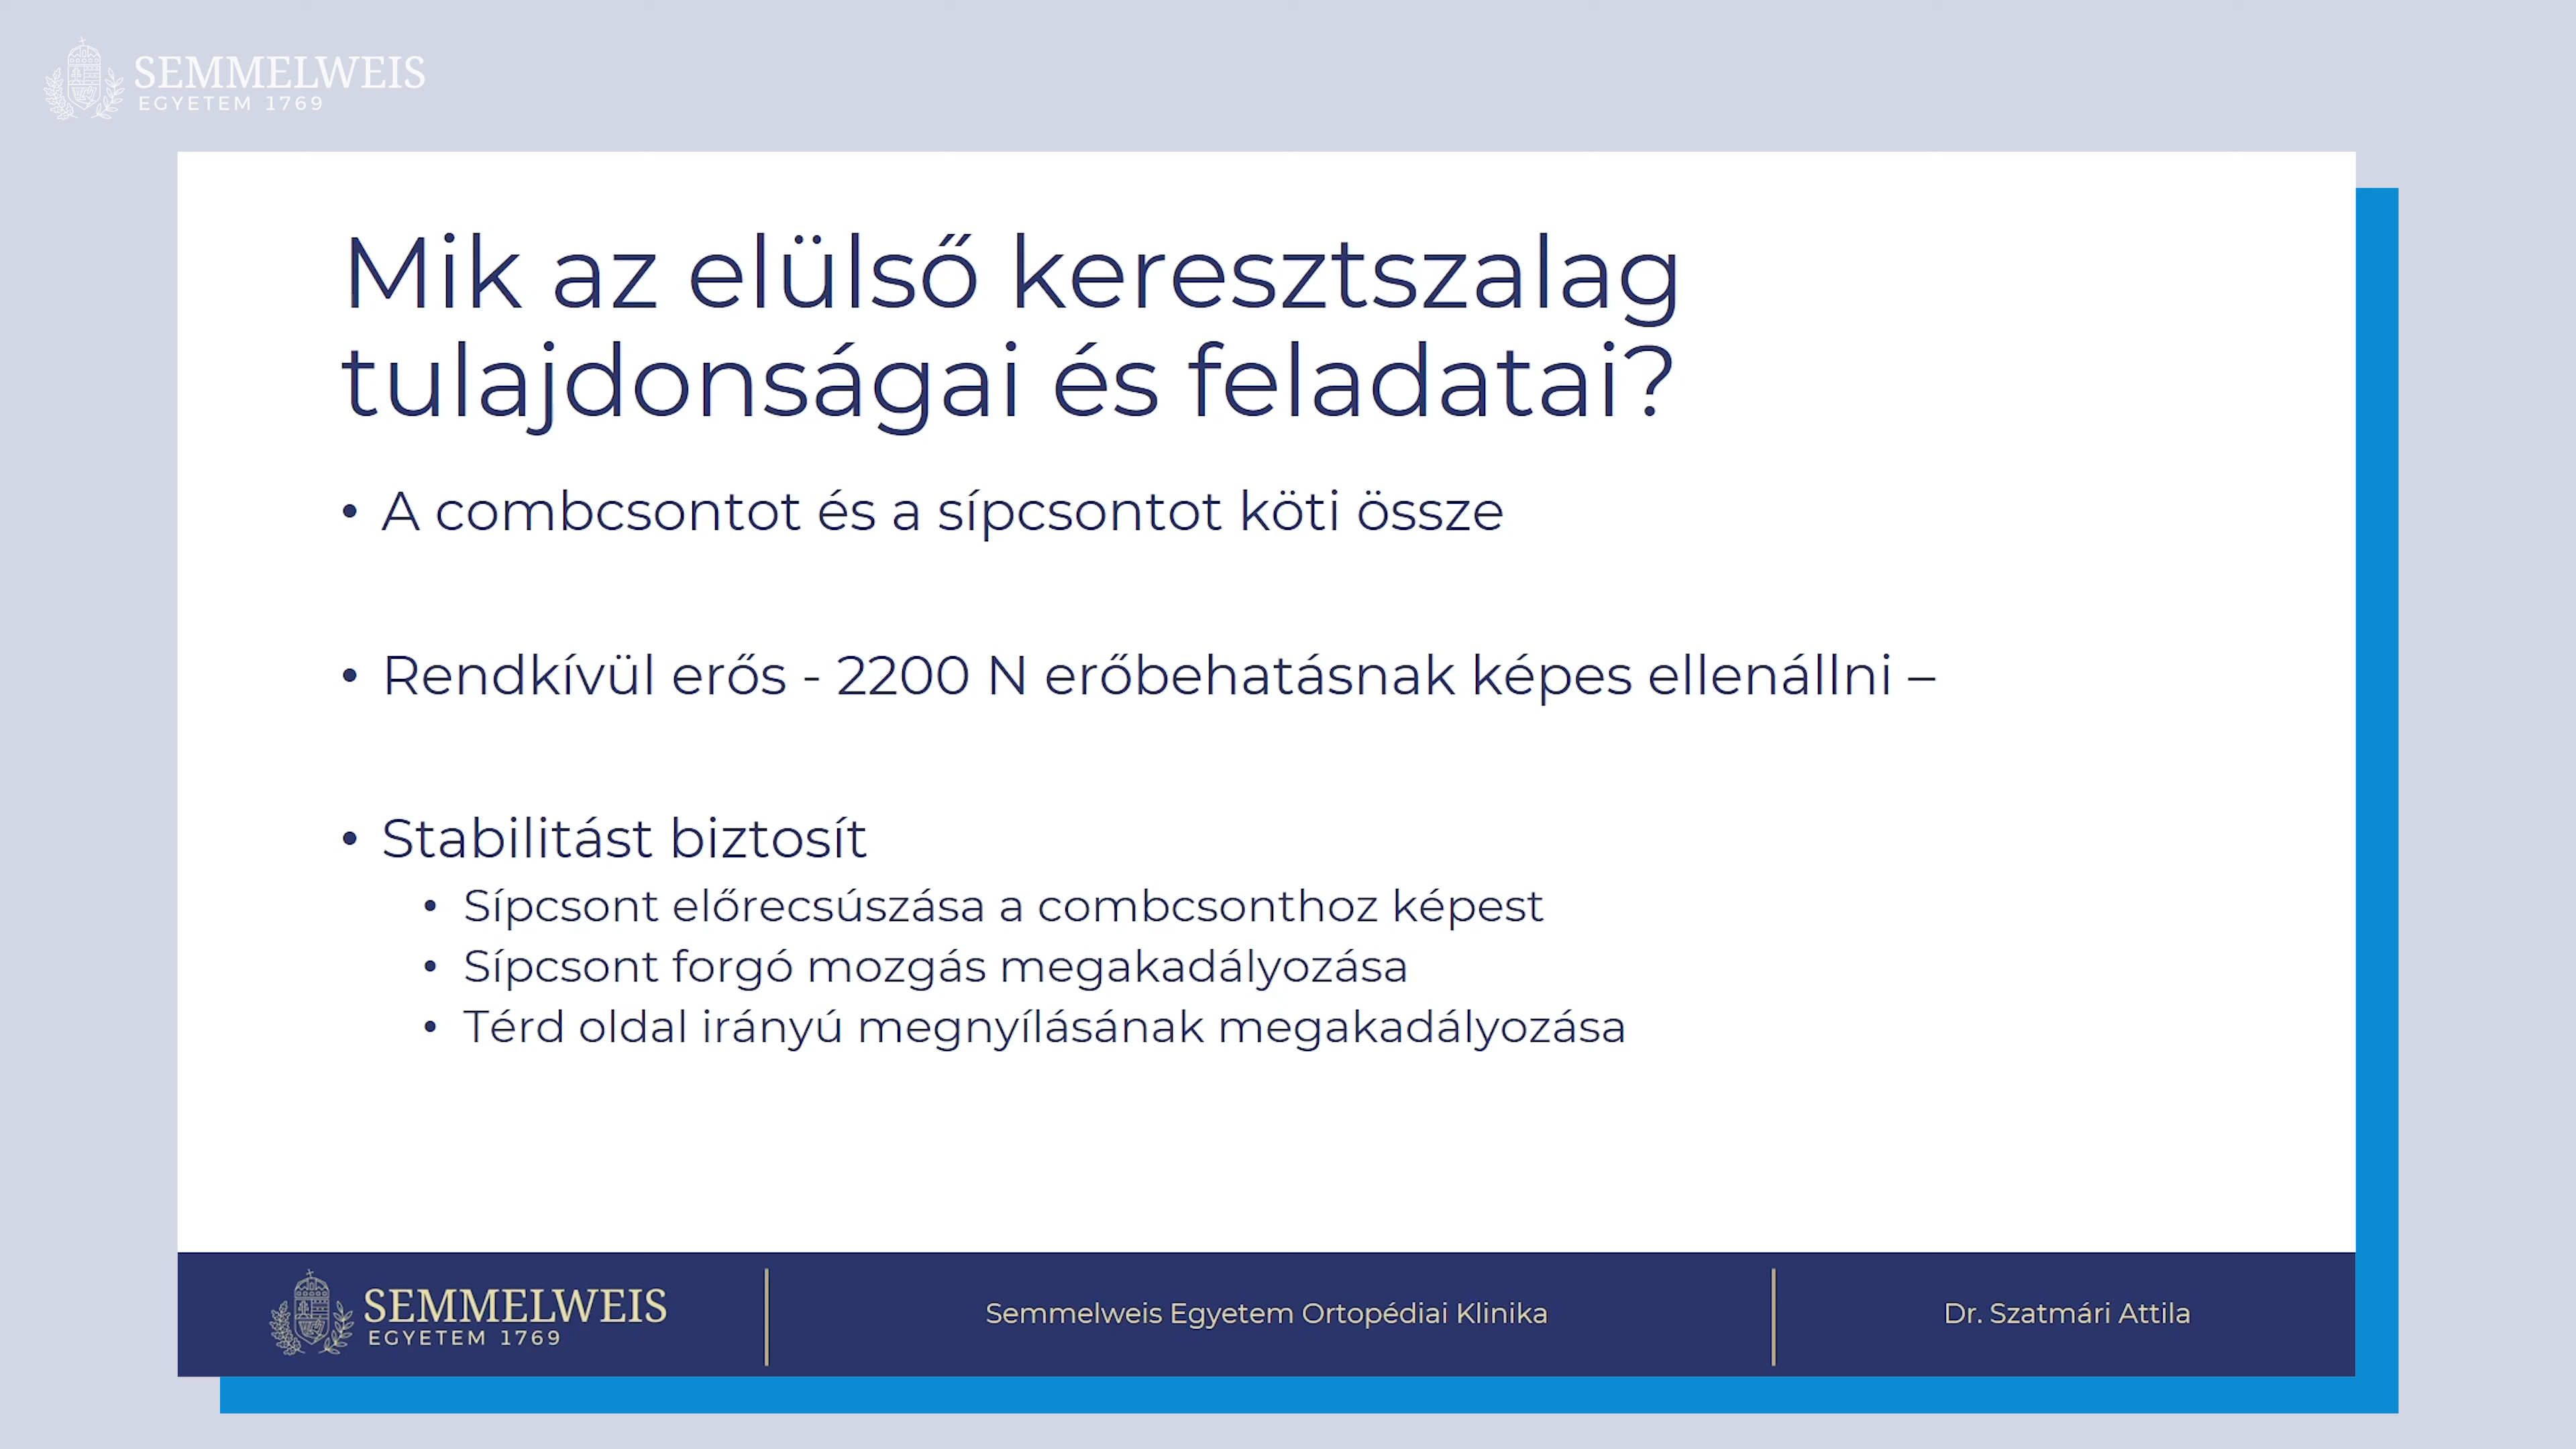 SEMMELWEIS
EGYETEM 1769
Mik az elülső keresztszalag
tulajdonságai és feladatai?
• A combcsontot és a sípcsontot köti össze
• Rendkívül erős - 2200 N erőbehatásnak képes ellenállni –
• Stabilitást biztosít
• Sípcsont előrecsúszása a combcsonthoz képest
• Sípcsont forgó mozgás megakadályozása
• Térd oldal irányú megnyílásának megakadályozása
SEMMELWEIS
EGYETEM 1769
Semmelweis Egyetem Ortopédiai Klinika
Dr. Szatmári Attila